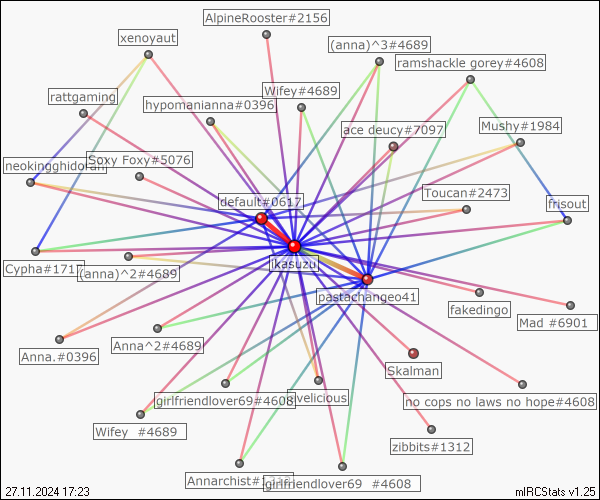 AlpineRooster#2156
xenoyaut
(anna)^3#4689
ramshackle gorey#4608
Wifey#4689
rattgaming
hypomanianna#0396
ace deucy#7097
Mushy#1984
neokingghidorah
Soxy Foxy#5076
default#0617
Toucan#2473
frisout
Cypha#171
(anna)^2#4689
ikasuzu
pastachangeo41
fakedingo
Mad #6901
Anna.#0396
Anna^2#4689
Skalman
girlfriendlover69#4608
velicious
no cops no laws no hope#4608
Wifey #4689
zibbits#1312
Annarchist#1
girlfriendlover69 #4608
27.11.2024 17:23
mIRCStats v1.25